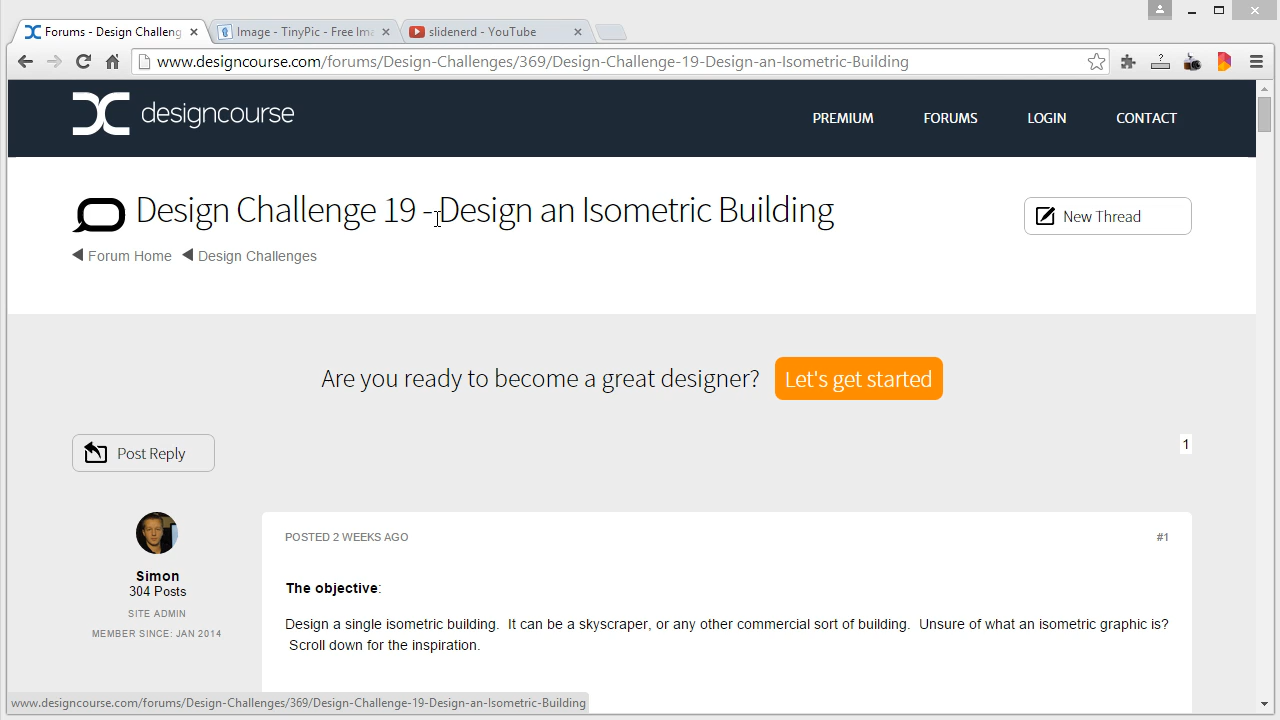 Forums - Design Challeng
Image - TinyPic - Free Ima
slidenerd - YouTube
www.designcourse.com/forums/Design-Challenges/369/Design-Challenge-19-Design-an-Isometric-Building
designcourse
PREMIUM
FORUMS
LOGIN
CONTACT
Design Challenge 19 - Design an Isometric Building
New Thread
Forum Home
Design Challenges
Are you ready to become a great designer?
Let's get started
Post Reply
1
Simon
304 Posts
SITE ADMIN
MEMBER SINCE: JAN 2014
POSTED 2 WEEKS AGO
#1
The objective:
Design a single isometric building.  It can be a skyscraper, or any other commercial sort of building.  Unsure of what an isometric graphic is?
Scroll down for the inspiration.
www.designcourse.com/forums/Design-Challenges/369/Design-Challenge-19-Design-an-Isometric-Building